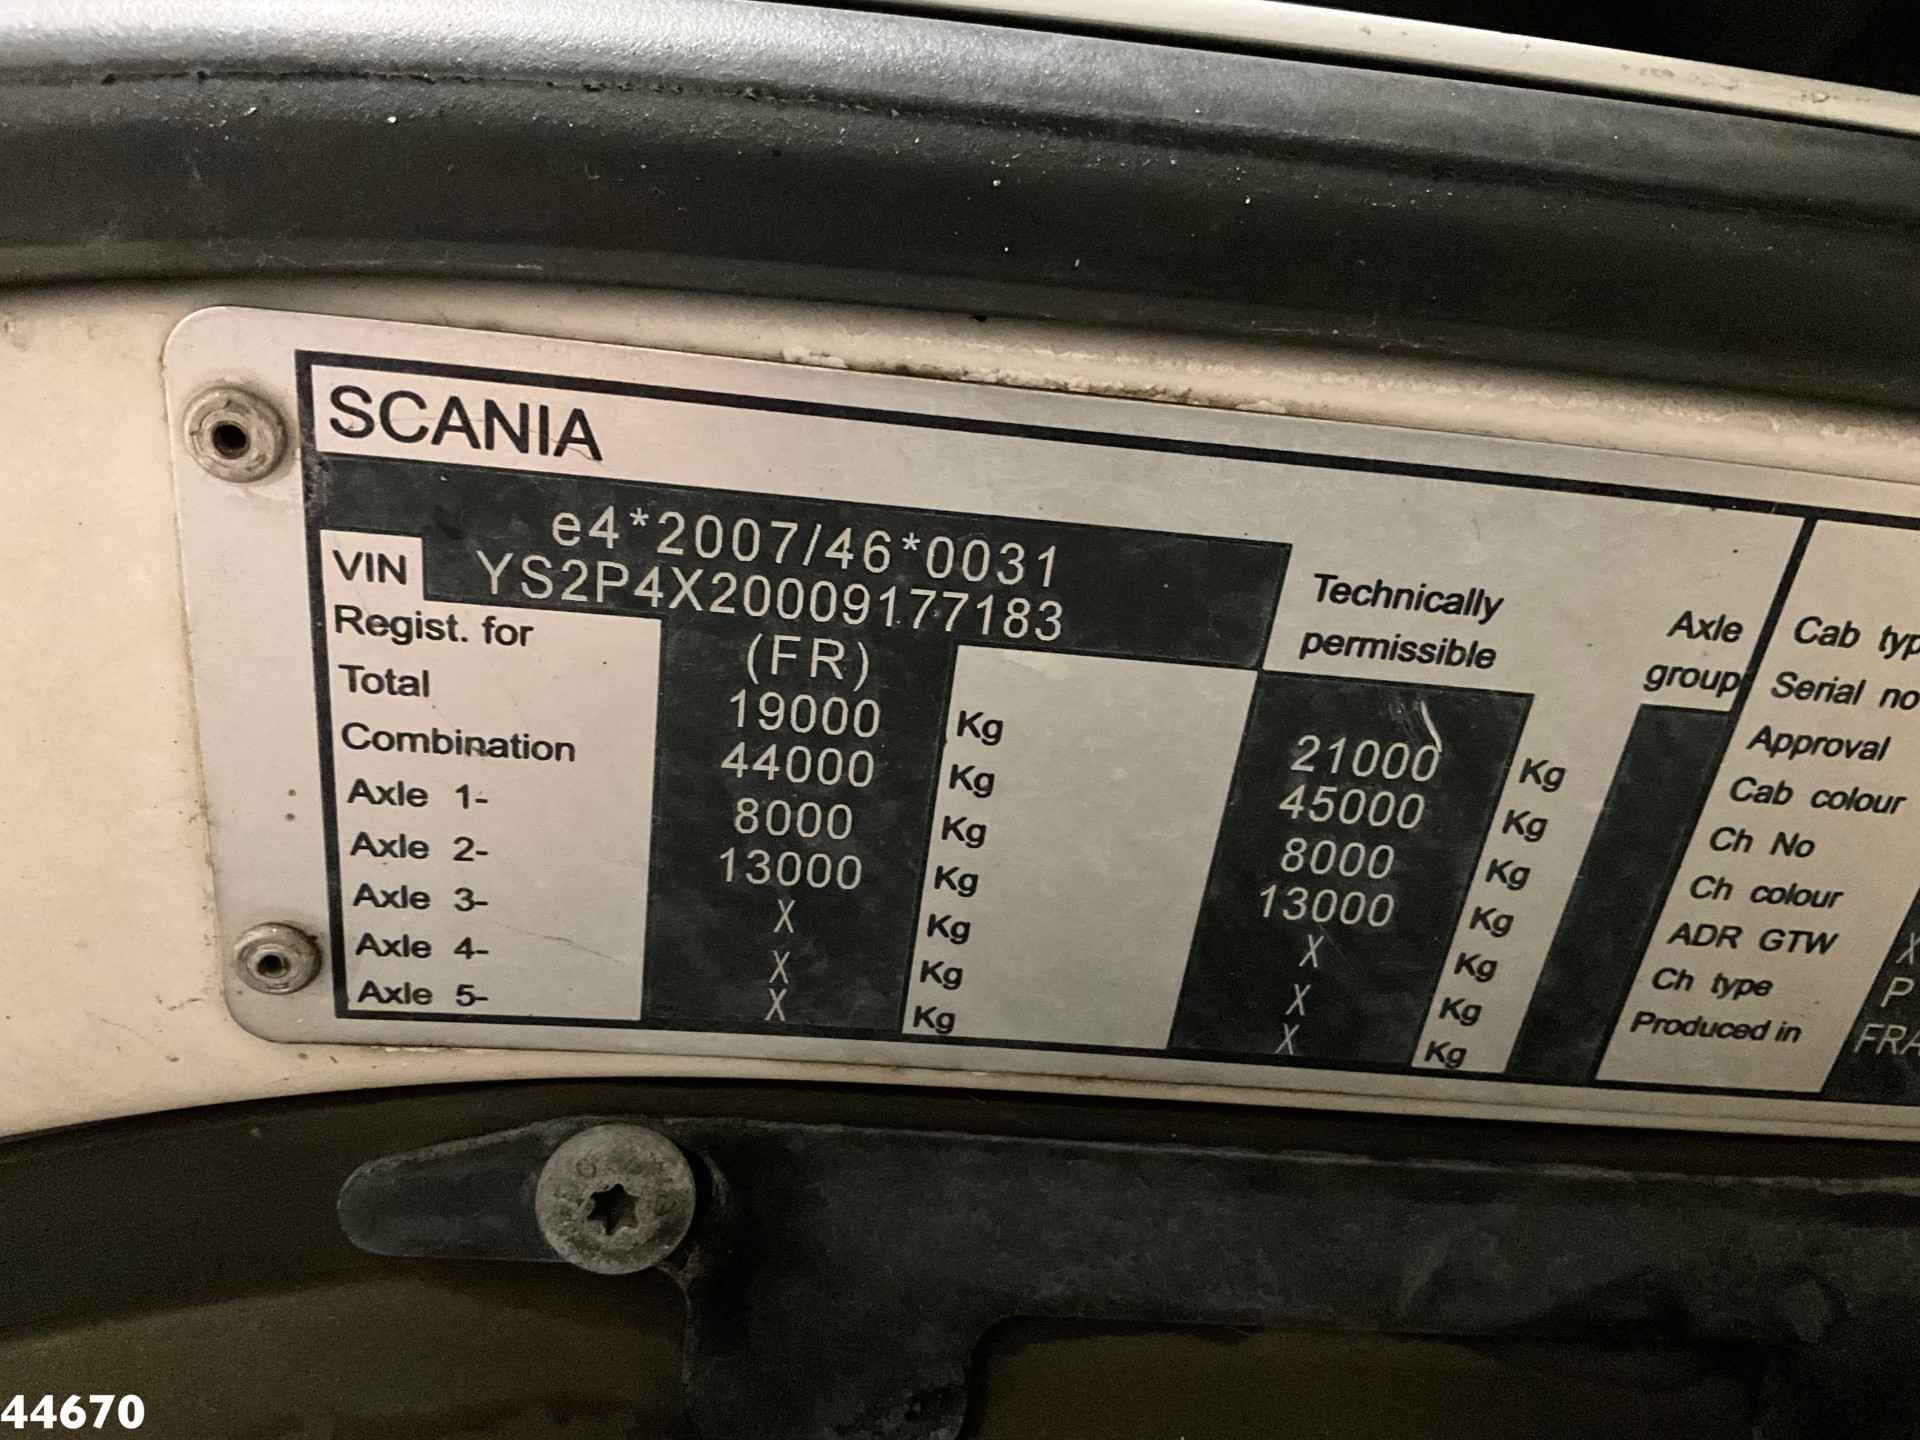 SCANIA
e4*2007/46*0031
VIN YS2P4X20009177183
Regist. for (FR)
Technically permissible
Axle group
Total 19000 Kg 21000 Kg
Combination 44000 Kg 45000 Kg
Axle 1- 8000 Kg 8000 Kg
Axle 2- 13000 Kg 13000 Kg
Axle 3- X Kg X Kg
Axle 4- X Kg X Kg
Axle 5- X Kg X Kg
Cab typ
Serial no
Approval
Cab colour
Ch No
Ch colour
ADR GTW X
Ch type P
Produced in FRA
44670